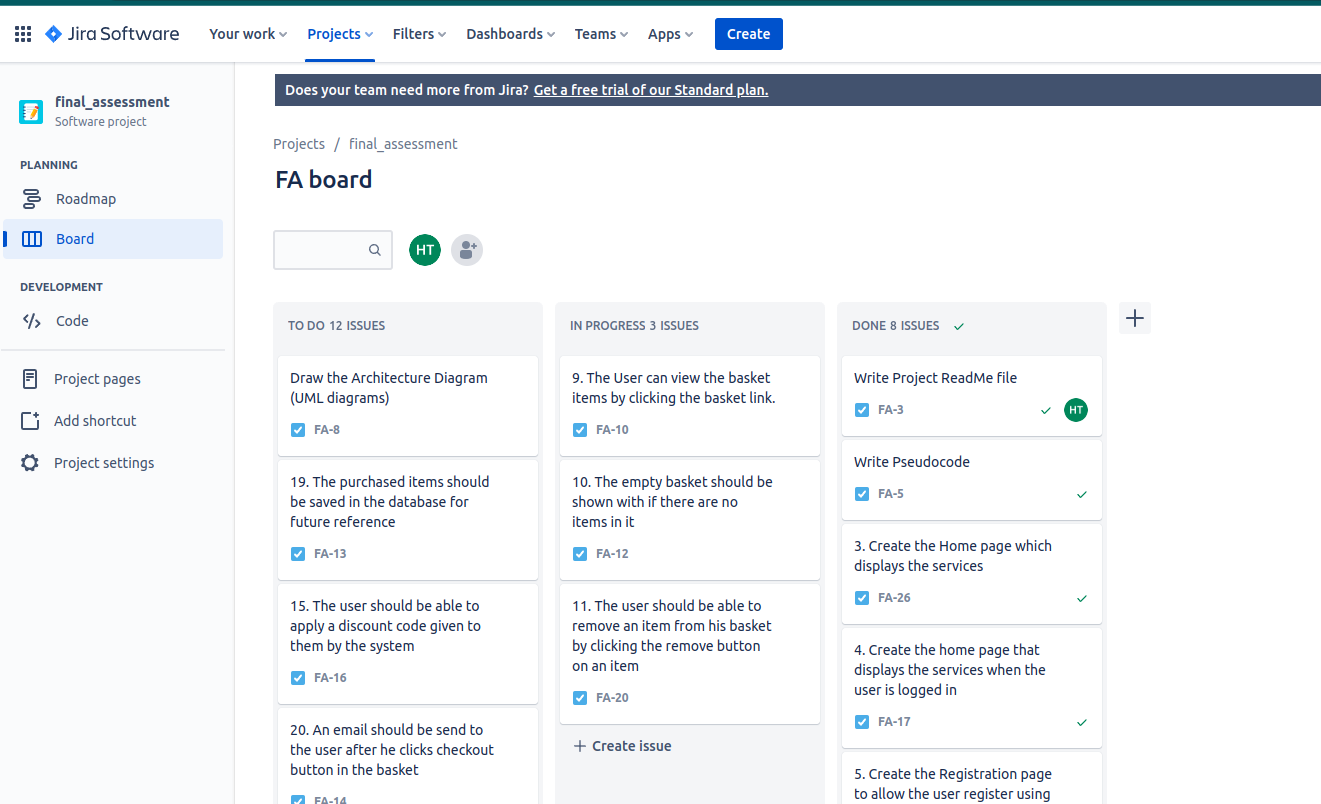 Jira Software
Your work
Projects
Filters
Dashboards
Teams
Apps
Create
final_assessment
Software project
PLANNING
Roadmap
Board
DEVELOPMENT
Code
Project pages
Add shortcut
Project settings
Does your team need more from Jira? Get a free trial of our Standard plan.
Projects / final_assessment
FA board
HT
TO DO 12 ISSUES
Draw the Architecture Diagram
(UML diagrams)
FA-8
19. The purchased items should
be saved in the database for
future reference
FA-13
15. The user should be able to
apply a discount code given to
them by the system
FA-16
20. An email should be send to
the user after he clicks checkout
button in the basket
FA-14
IN PROGRESS 3 ISSUES
9. The User can view the basket
items by clicking the basket link.
FA-10
10. The empty basket should be
shown with if there are no
items in it
FA-12
11. The user should be able to
remove an item from his basket
by clicking the remove button
on an item
FA-20
Create issue
DONE 8 ISSUES
Write Project ReadMe file
FA-3
HT
Write Pseudocode
FA-5
3. Create the Home page which
displays the services
FA-26
4. Create the home page that
displays the services when the
user is logged in
FA-17
5. Create the Registration page
to allow the user register using